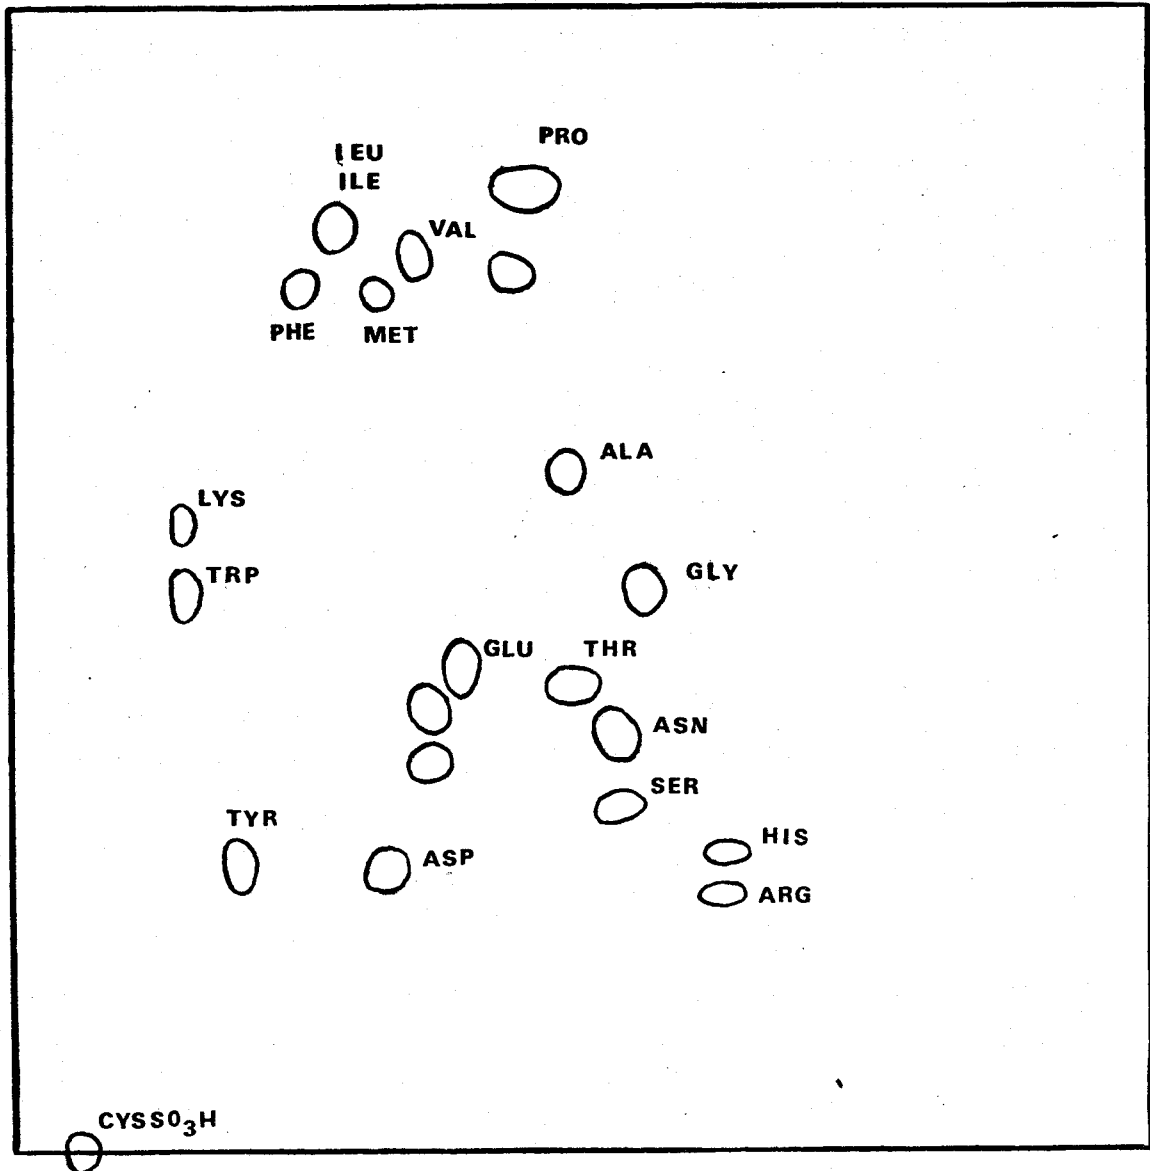 PRO
LEU
ILE
VAL
PHE
MET
ALA
LYS
TRP
GLY
GLU
THR
ASN
SER
TYR
HIS
ASP
ARG
CYSSO3H